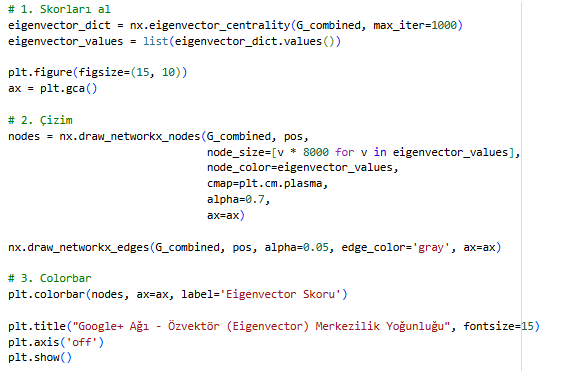 # 1. Skorları al
eigenvector_dict = nx.eigenvector_centrality(G_combined, max_iter=1000)
eigenvector_values = list(eigenvector_dict.values())

plt.figure(figsize=(15, 10))
ax = plt.gca()

# 2. Çizim
nodes = nx.draw_networkx_nodes(G_combined, pos,
                              node_size=[v * 8000 for v in eigenvector_values],
                              node_color=eigenvector_values,
                              cmap=plt.cm.plasma,
                              alpha=0.7,
                              ax=ax)

nx.draw_networkx_edges(G_combined, pos, alpha=0.05, edge_color='gray', ax=ax)

# 3. Colorbar
plt.colorbar(nodes, ax=ax, label='Eigenvector Skoru')

plt.title("Google+ Ağı - Özvektör (Eigenvector) Merkezilik Yoğunluğu", fontsize=15)
plt.axis('off')
plt.show()